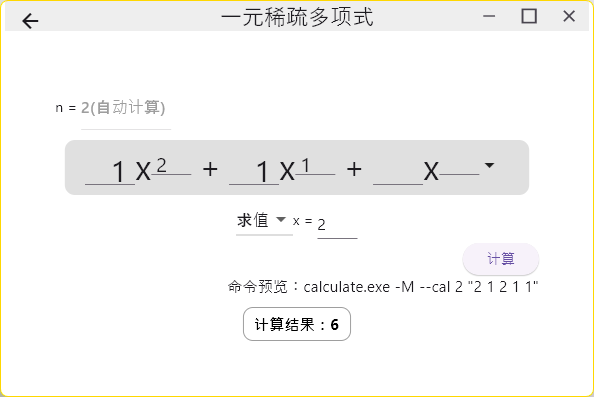 一元稀疏多项式
n = 2(自动计算)
1 X 2 + 1 X 1 + X
求值 x = 2
计算
命令预览：calculate.exe -M --cal 2 "2 1 2 1 1"
计算结果：6